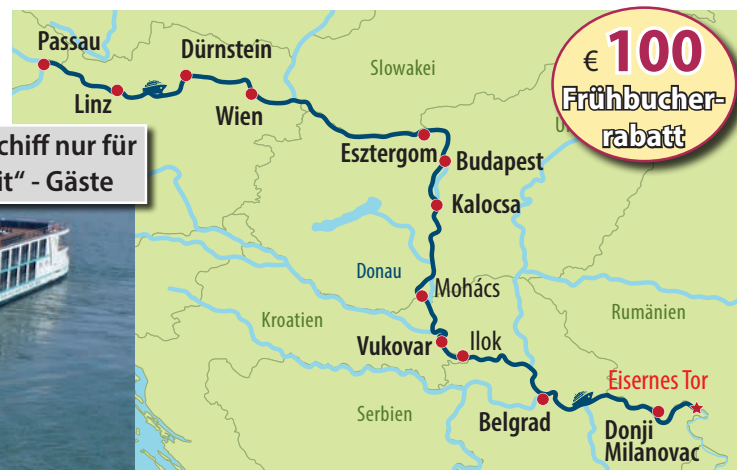 Passau
Dürnstein
Linz
Wien
Slowakei
€ 100
Frühbucher-
rabatt
chiff nur für
it“ - Gäste
Esztergom
Budapest
Kalocsa
Donau
Mohács
Kroatien
Rumänien
Vukovar
Ilok
Eisernes Tor
Serbien
Belgrad
Donji
Milanovac